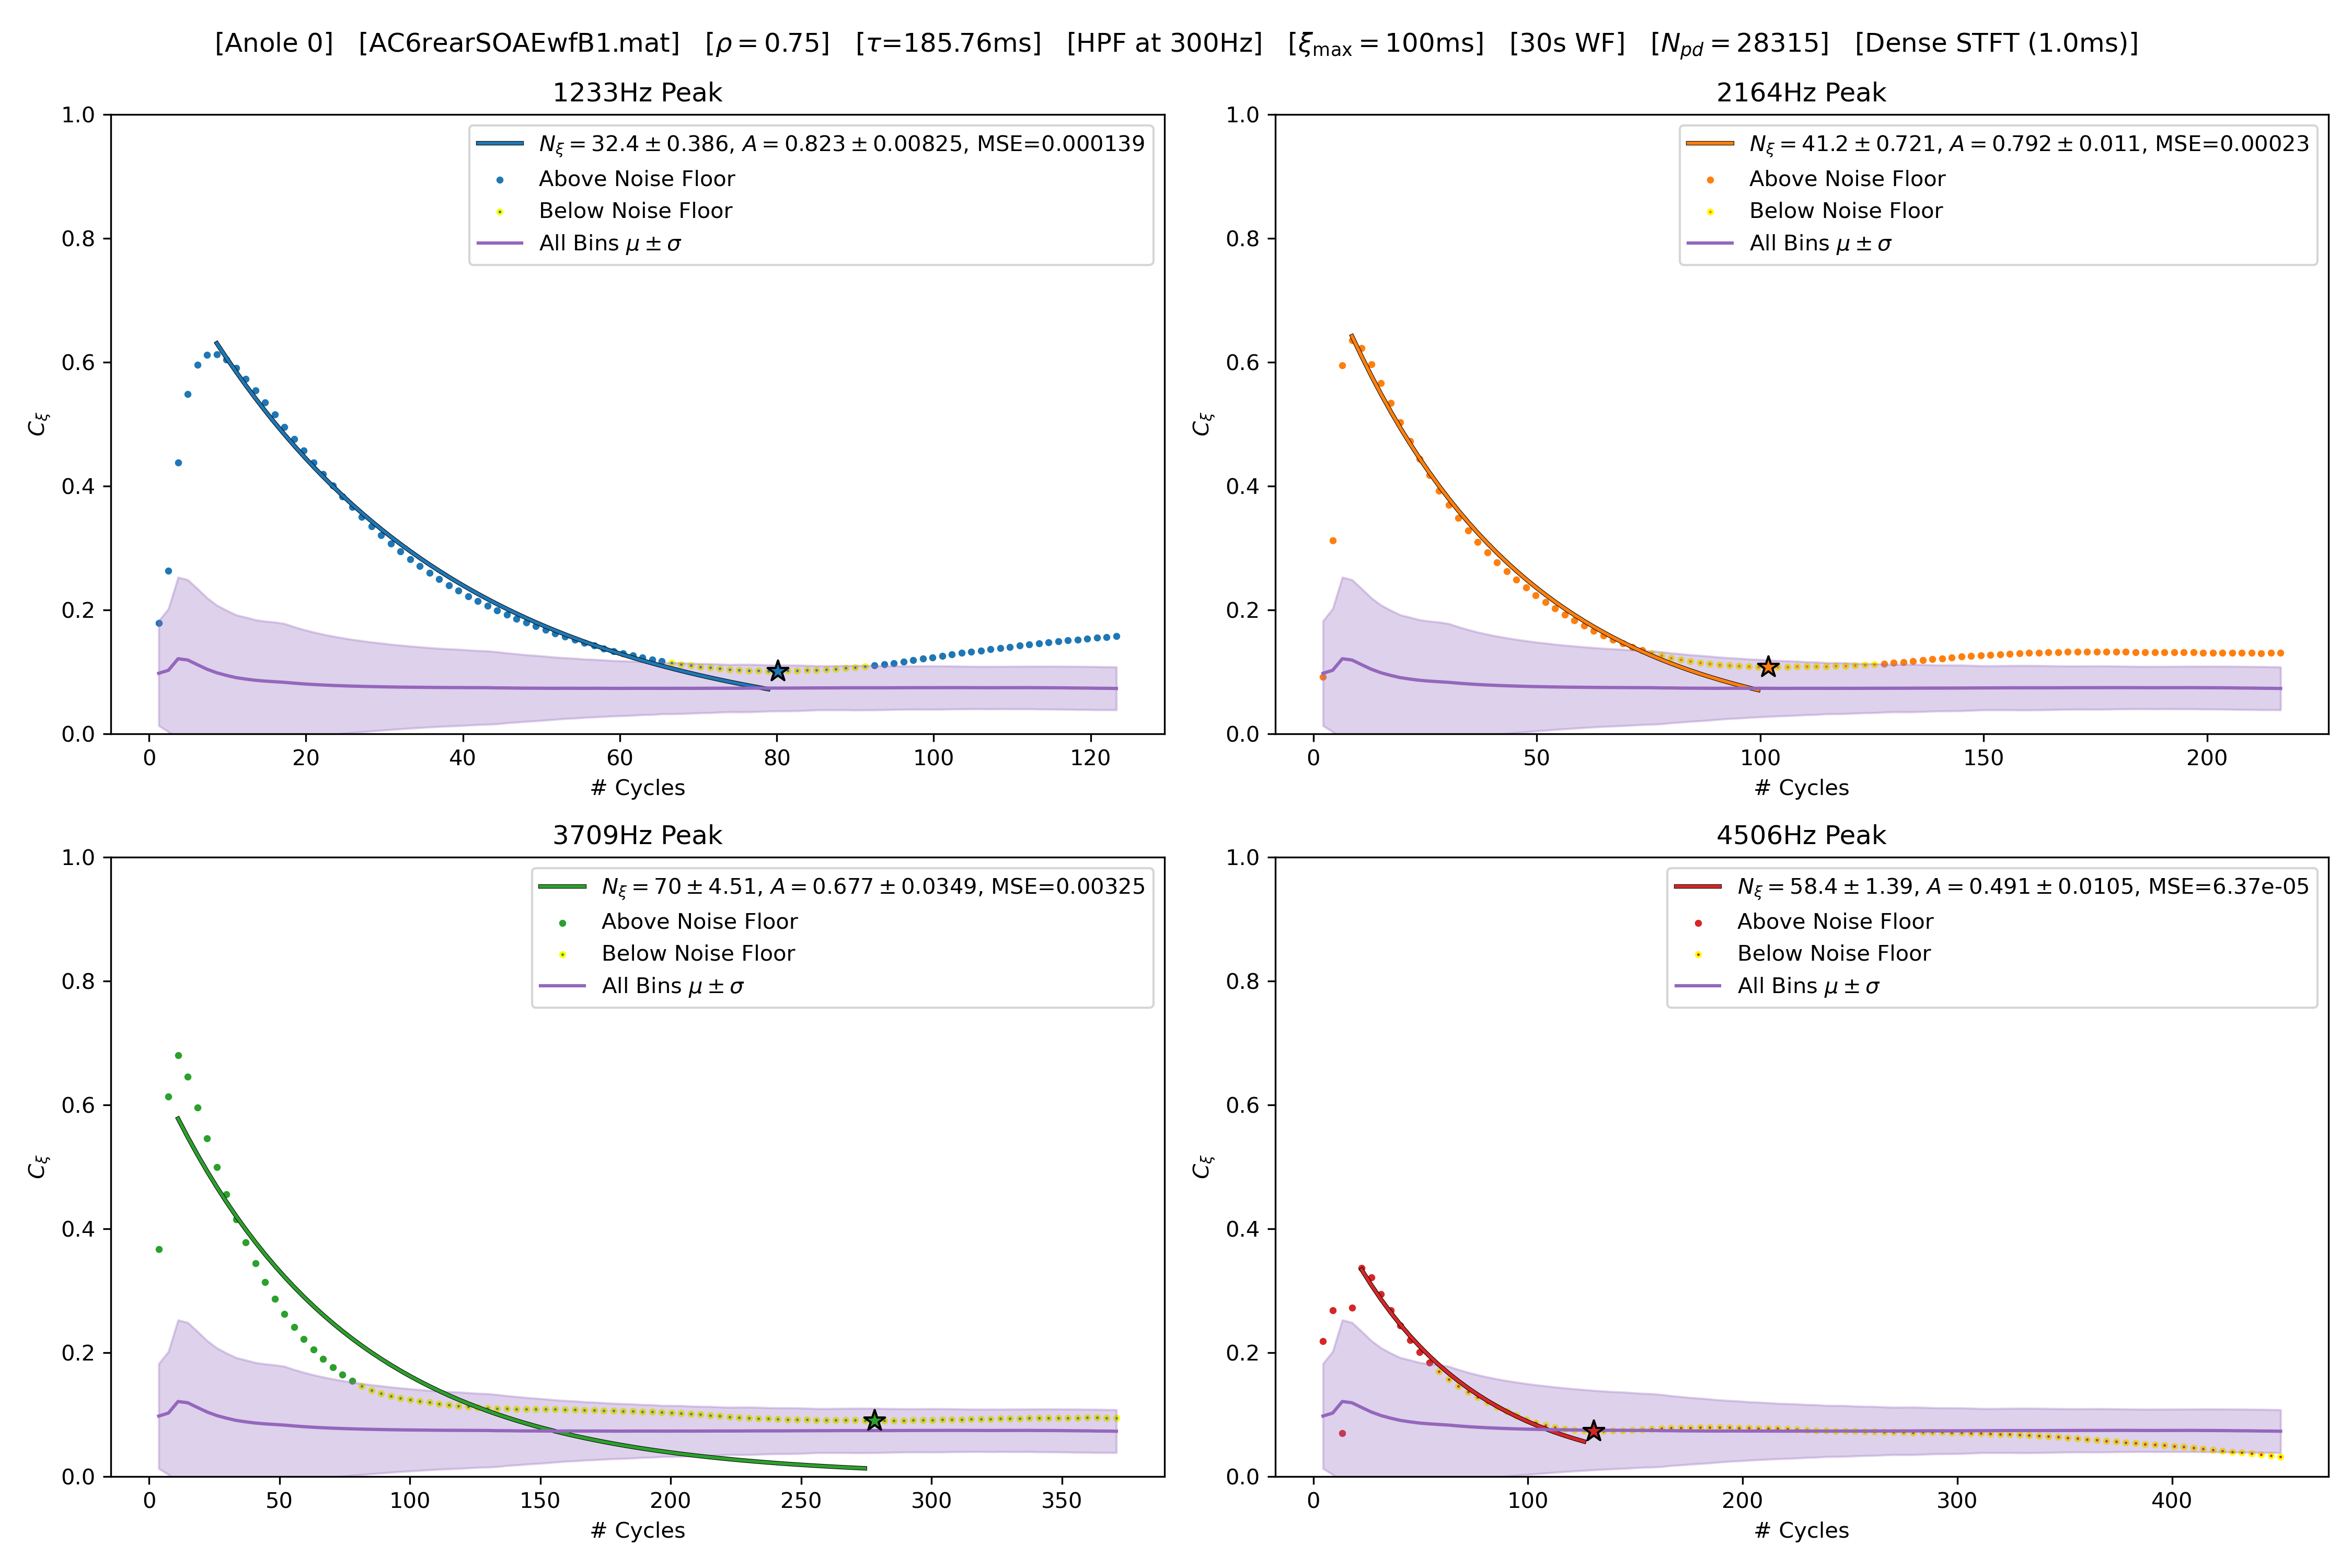 [Anole 0] [AC6rearSOAEwfB1.mat] [ρ = 0.75] [τ=185.76ms] [HPF at 300Hz] [ξmax = 100ms] [30s WF] [Npd = 28315] [Dense STFT (1.0ms)]
1233Hz Peak
Nξ = 32.4 ± 0.386, A = 0.823 ± 0.00825, MSE=0.000139
Above Noise Floor
Below Noise Floor
All Bins μ ± σ
1.0
0.8
0.6
0.4
0.2
0.0
Cξ
0 20 40 60 80 100 120
# Cycles
2164Hz Peak
Nξ = 41.2 ± 0.721, A = 0.792 ± 0.011, MSE=0.00023
Above Noise Floor
Below Noise Floor
All Bins μ ± σ
1.0
0.8
0.6
0.4
0.2
0.0
Cξ
0 50 100 150 200
# Cycles
3709Hz Peak
Nξ = 70 ± 4.51, A = 0.677 ± 0.0349, MSE=0.00325
Above Noise Floor
Below Noise Floor
All Bins μ ± σ
1.0
0.8
0.6
0.4
0.2
0.0
Cξ
0 50 100 150 200 250 300 350
# Cycles
4506Hz Peak
Nξ = 58.4 ± 1.39, A = 0.491 ± 0.0105, MSE=6.37e-05
Above Noise Floor
Below Noise Floor
All Bins μ ± σ
1.0
0.8
0.6
0.4
0.2
0.0
Cξ
0 100 200 300 400
# Cycles